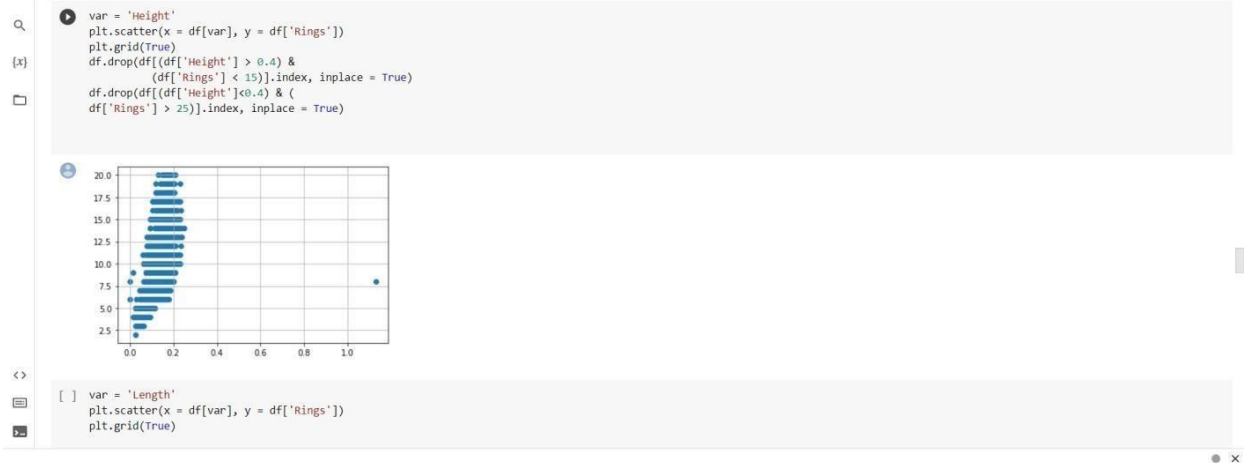 var = 'Height'
plt.scatter(x = df[var], y = df['Rings'])
plt.grid(True)
{x}
df.drop(df[(df['Height'] > 0.4) &
(df['Rings'] < 15)].index, inplace = True)
df.drop(df[(df['Height']<0.4) & (
df['Rings'] > 25)].index, inplace = True)
20.0
17.5
15.0
12.5
10.0
7.5
5.0
2.5
0.0 0.2 0.4 0.6 0.8 1.0
<>
[ ] var = 'Length'
plt.scatter(x = df[var], y = df['Rings'])
plt.grid(True)